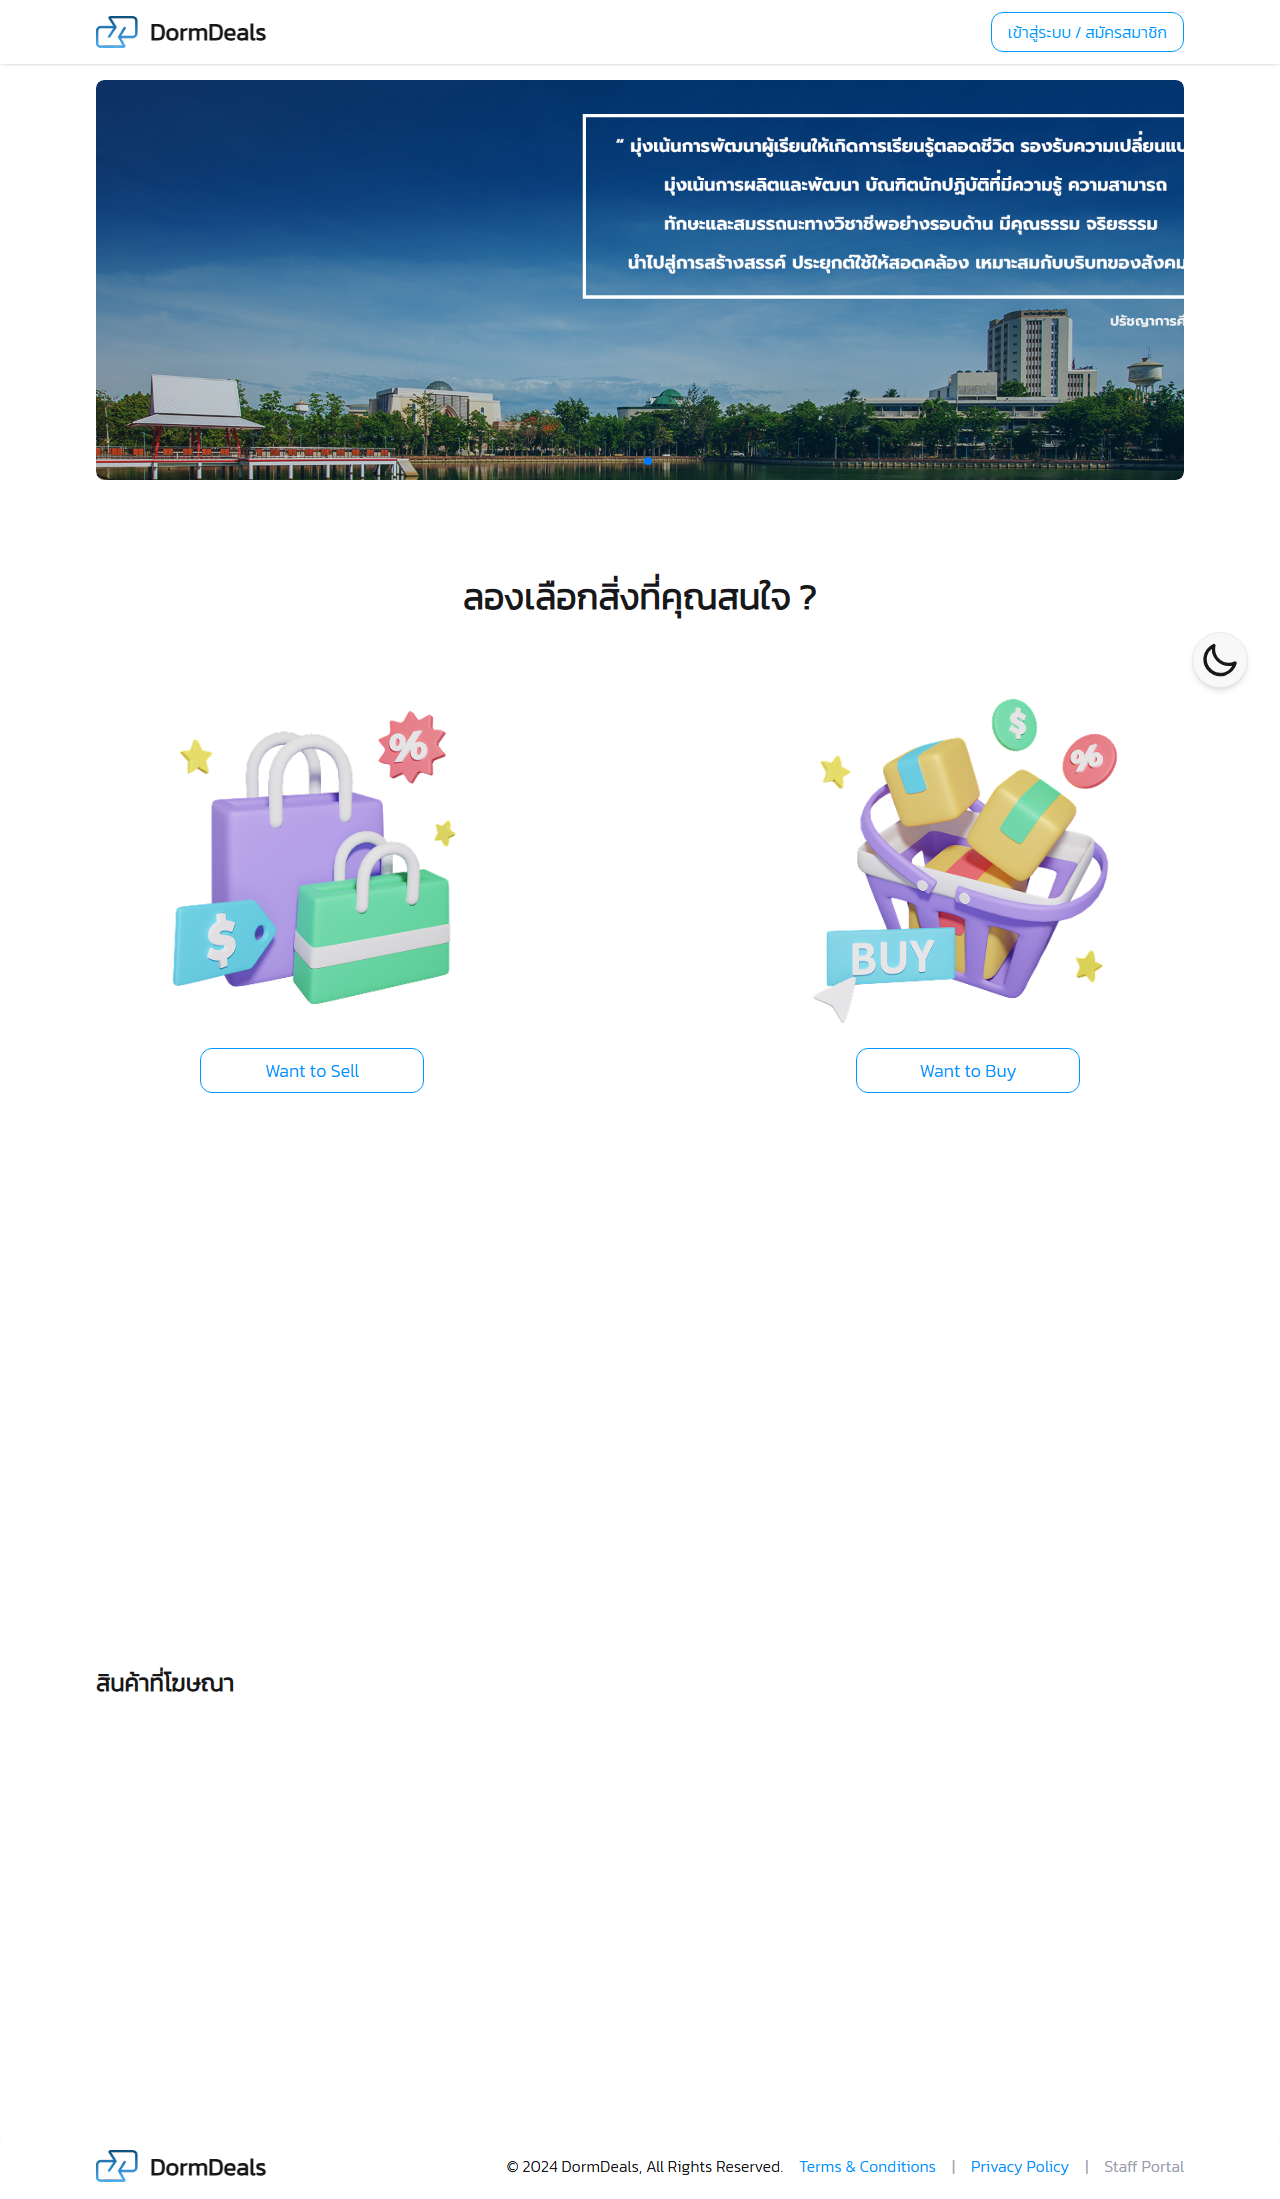 DormDeals
เข้าสู่ระบบ / สมัครสมาชิก
“ มุ่งเน้นการพัฒนาผู้เรียนให้เกิดการเรียนรู้ตลอดชีวิต รองรับความเปลี่ยนแป
มุ่งเน้นการผลิตและพัฒนา บัณฑิตนักปฏิบัติที่มีความรู้ ความสามารถ
ทักษะและสมรรถนะทางวิชาชีพอย่างรอบด้าน มีคุณธรรม จริยธรรม
นำไปสู่การสร้างสรรค์ ประยุกต์ใช้ให้สอดคล้อง เหมาะสมกับบริบทของสังคม
ปรัชญาการศึ
ลองเลือกสิ่งที่คุณสนใจ ?
%
$
$
%
BUY
Want to Sell
Want to Buy
สินค้าที่โฆษณา
DormDeals
© 2024 DormDeals, All Rights Reserved. Terms & Conditions | Privacy Policy | Staff Portal